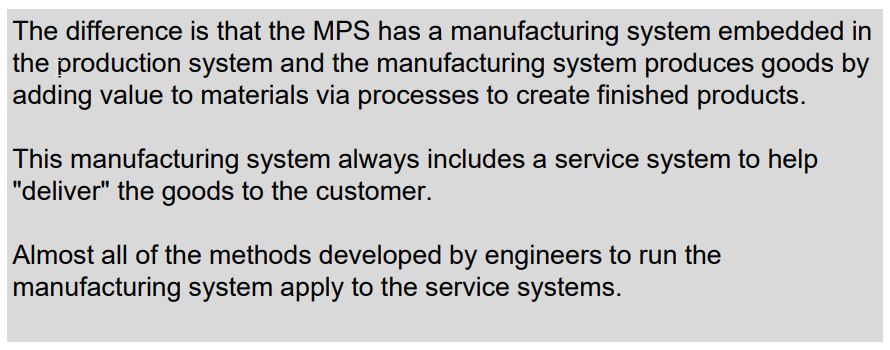 The difference is that the MPS has a manufacturing system embedded in
the production system and the manufacturing system produces goods by
adding value to materials via processes to create finished products.
This manufacturing system always includes a service system to help
"deliver" the goods to the customer.
Almost all of the methods developed by engineers to run the
manufacturing system apply to the service systems.